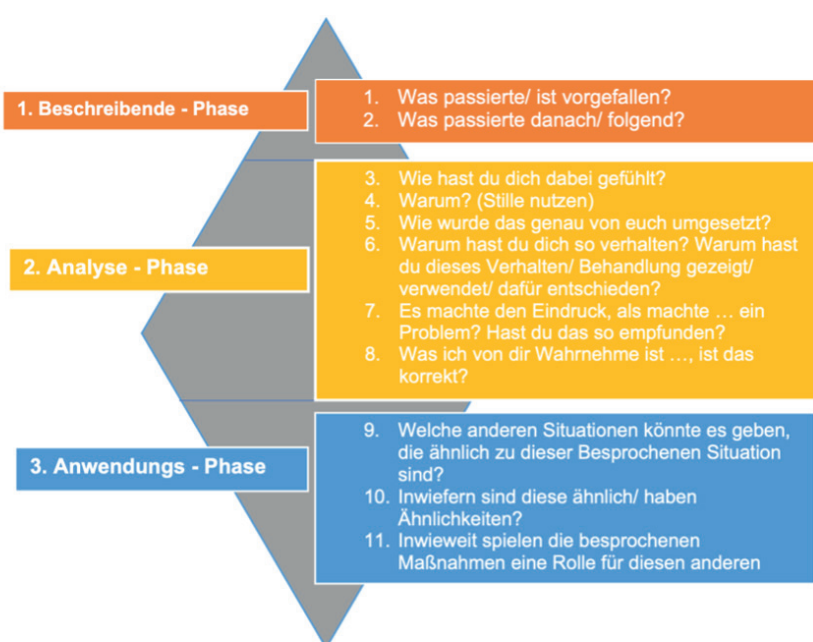 1. Beschreibende - Phase
1. Was passierte/ ist vorgefallen?
2. Was passierte danach/ folgend?
2. Analyse - Phase
3. Wie hast du dich dabei gefühlt?
4. Warum? (Stille nutzen)
5. Wie wurde das genau von euch umgesetzt?
6. Warum hast du dich so verhalten? Warum hast
du dieses Verhalten/ Behandlung gezeigt/
verwendet/ dafür entschieden?
7. Es machte den Eindruck, als machte … ein
Problem? Hast du das so empfunden?
8. Was ich von dir Wahrnehme ist …, ist das
korrekt?
3. Anwendungs - Phase
9. Welche anderen Situationen könnte es geben,
die ähnlich zu dieser Besprochenen Situation
sind?
10. Inwiefern sind diese ähnlich/ haben
Ähnlichkeiten?
11. Inwieweit spielen die besprochenen
Maßnahmen eine Rolle für diesen anderen